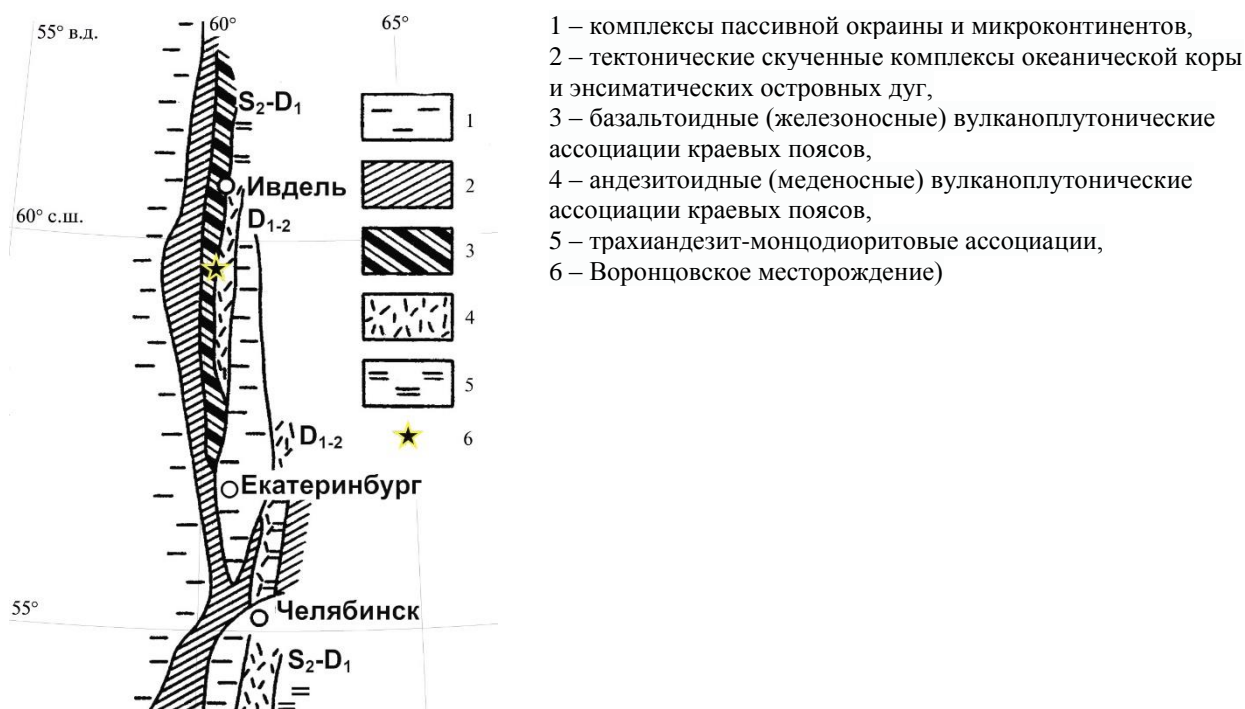 55° в.д.
60°
65°
S2-D1
Ивдель
60° с.ш.
D1-2
1
2
3
4
5
6
D1-2
Екатеринбург
55°
Челябинск
S2-D1
1 – комплексы пассивной окраины и микроконтинентов,
2 – тектонические скученные комплексы океанической коры
и энсиматических островных дуг,
3 – базальтоидные (железоносные) вулканоплутонические
ассоциации краевых поясов,
4 – андезитоидные (меденосные) вулканоплутонические
ассоциации краевых поясов,
5 – трахиандезит-монцодиоритовые ассоциации,
6 – Воронцовское месторождение)